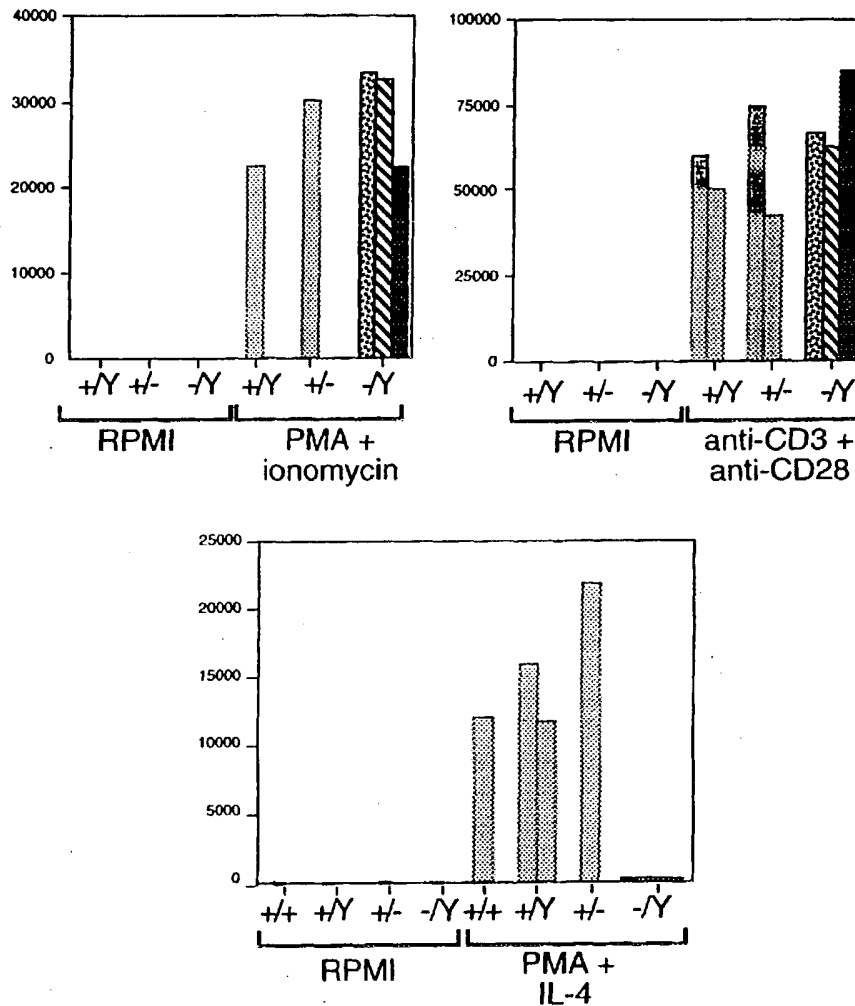 40000
30000
20000
10000
0
+/Y +/- -/Y +/Y +/- -/Y
RPMI PMA +
ionomycin
100000
75000
50000
25000
0
+/Y +/- -/Y +/Y +/- -/Y
RPMI anti-CD3 +
anti-CD28
25000
20000
15000
10000
5000
0
+/+ +/Y +/- -/Y +/+ +/Y +/- -/Y
RPMI PMA +
IL-4